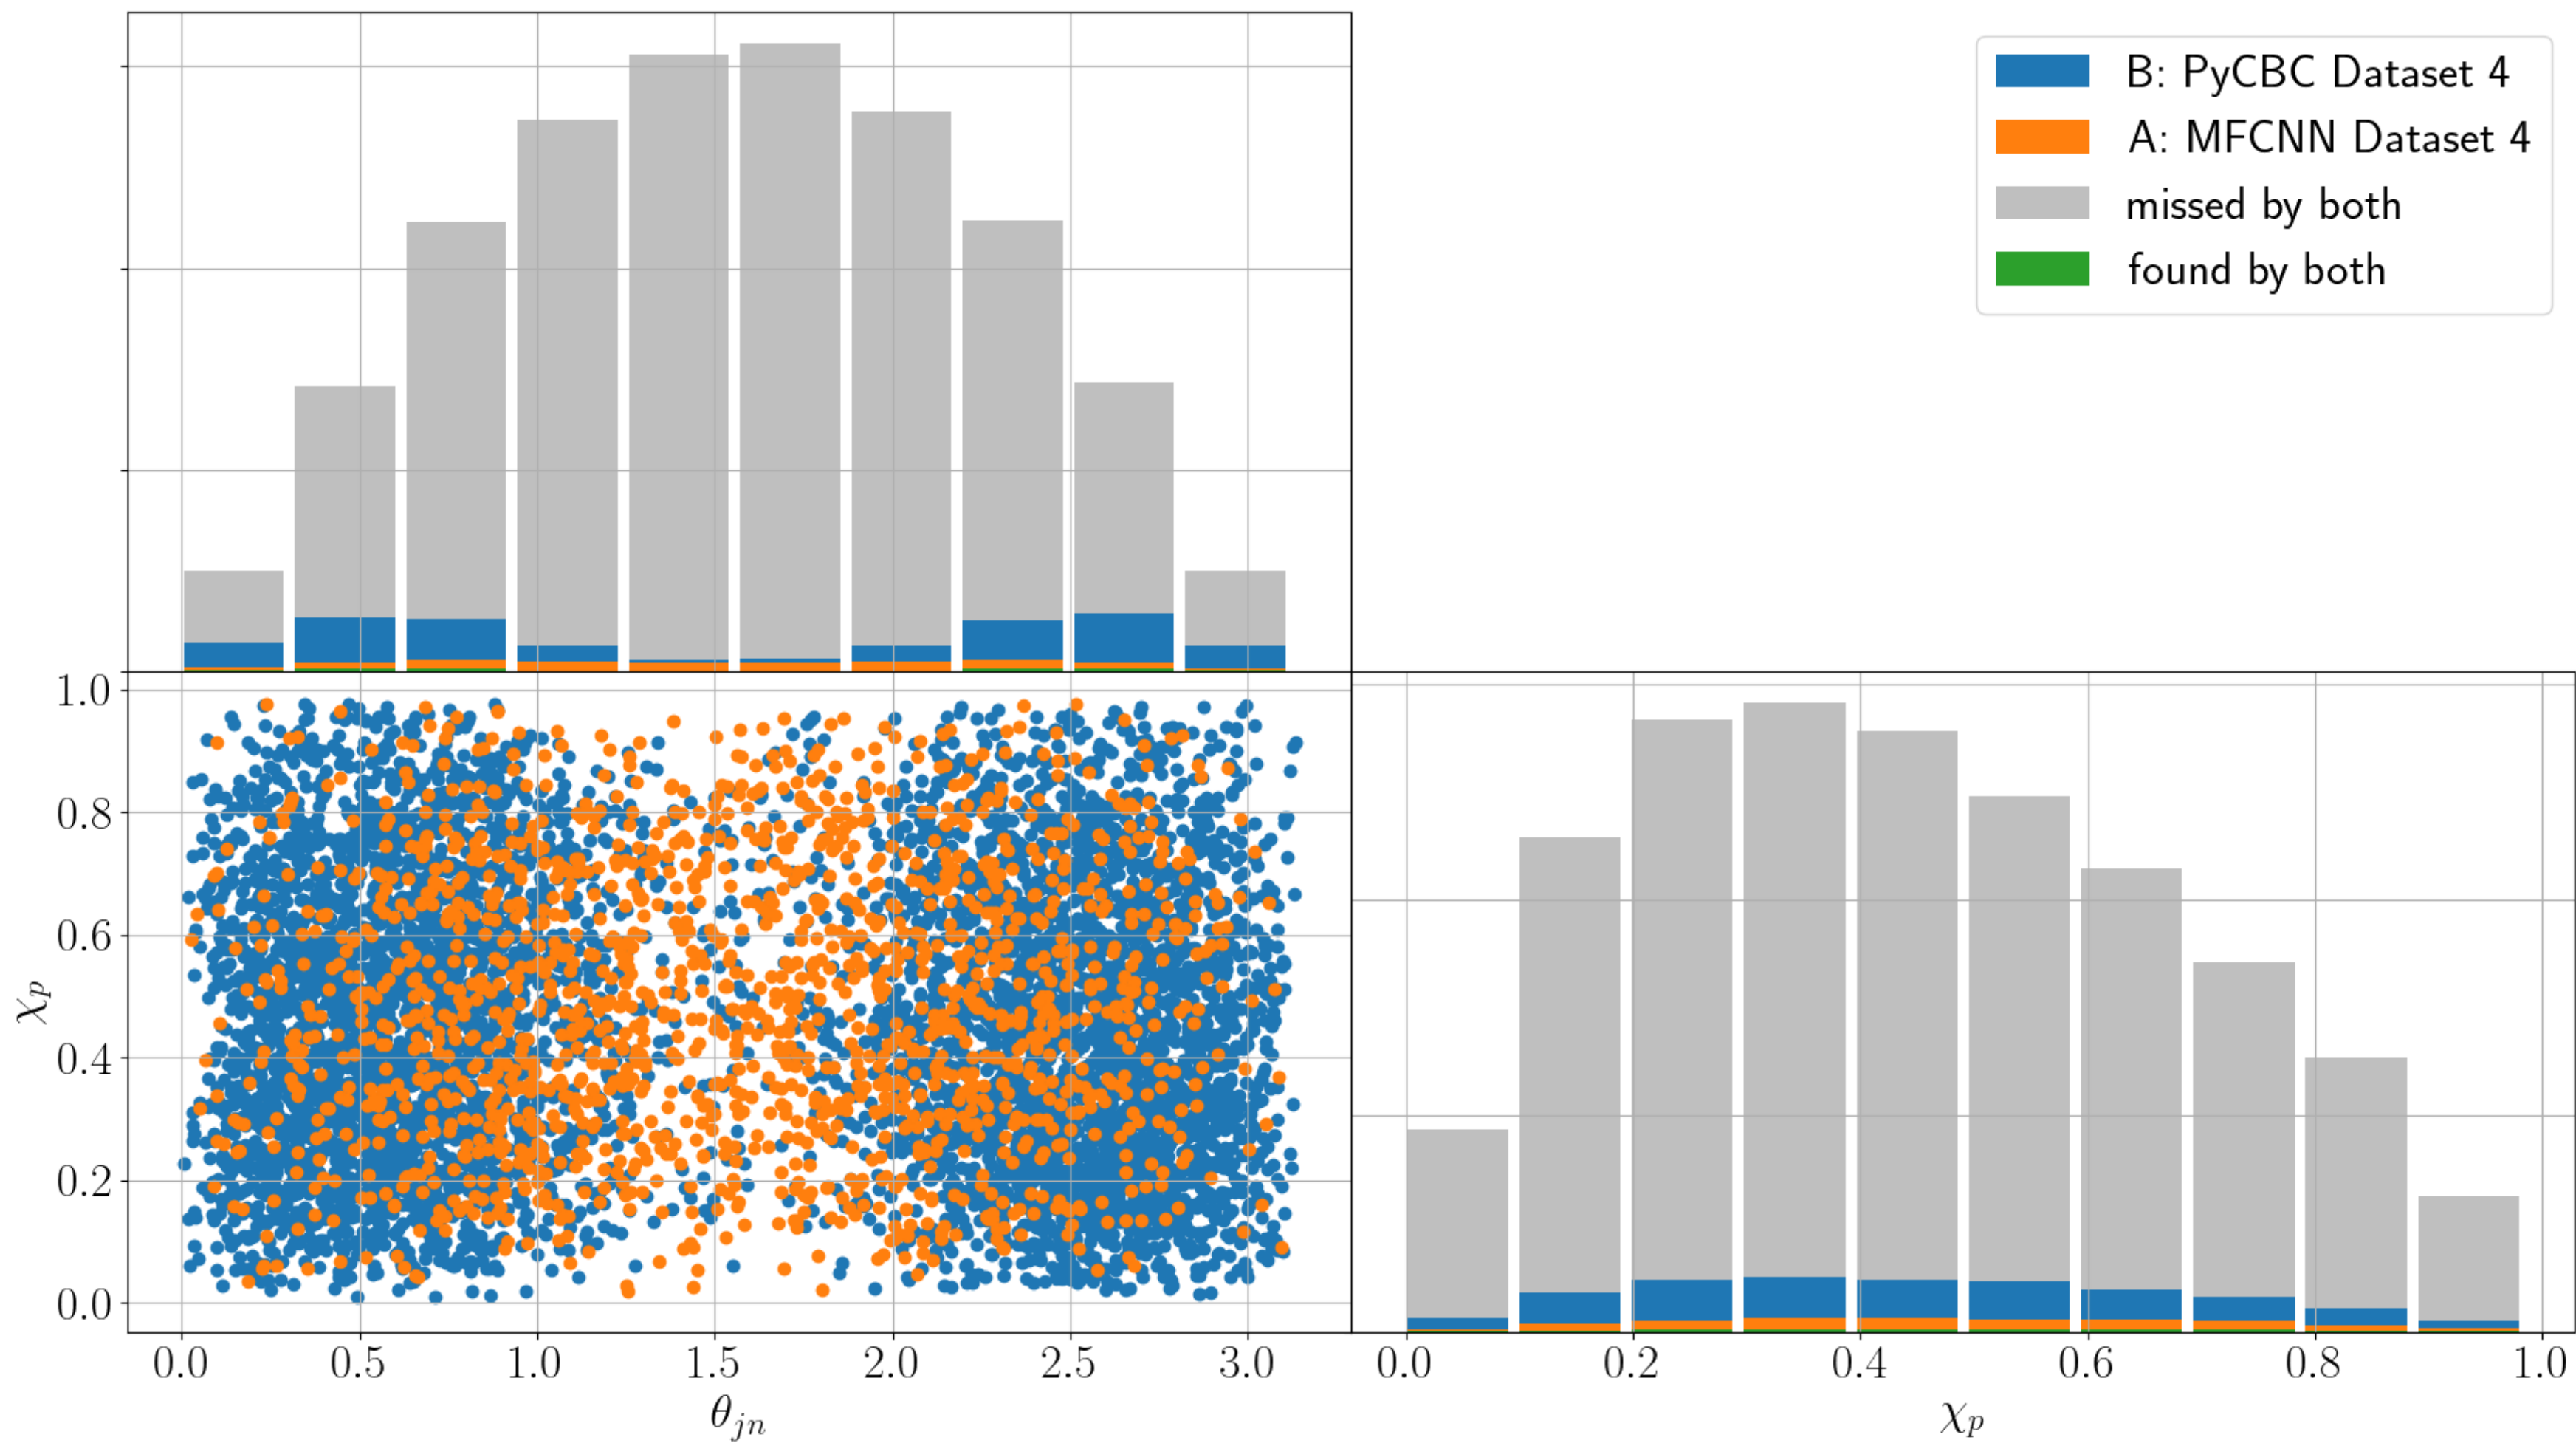 B: PyCBC Dataset 4
A: MFCNN Dataset 4
missed by both
found by both
1.0
0.8
0.6
0.4
0.2
0.0
χp
0.0 0.5 1.0 1.5 2.0 2.5 3.0
θjn
0.0 0.2 0.4 0.6 0.8 1.0
χp